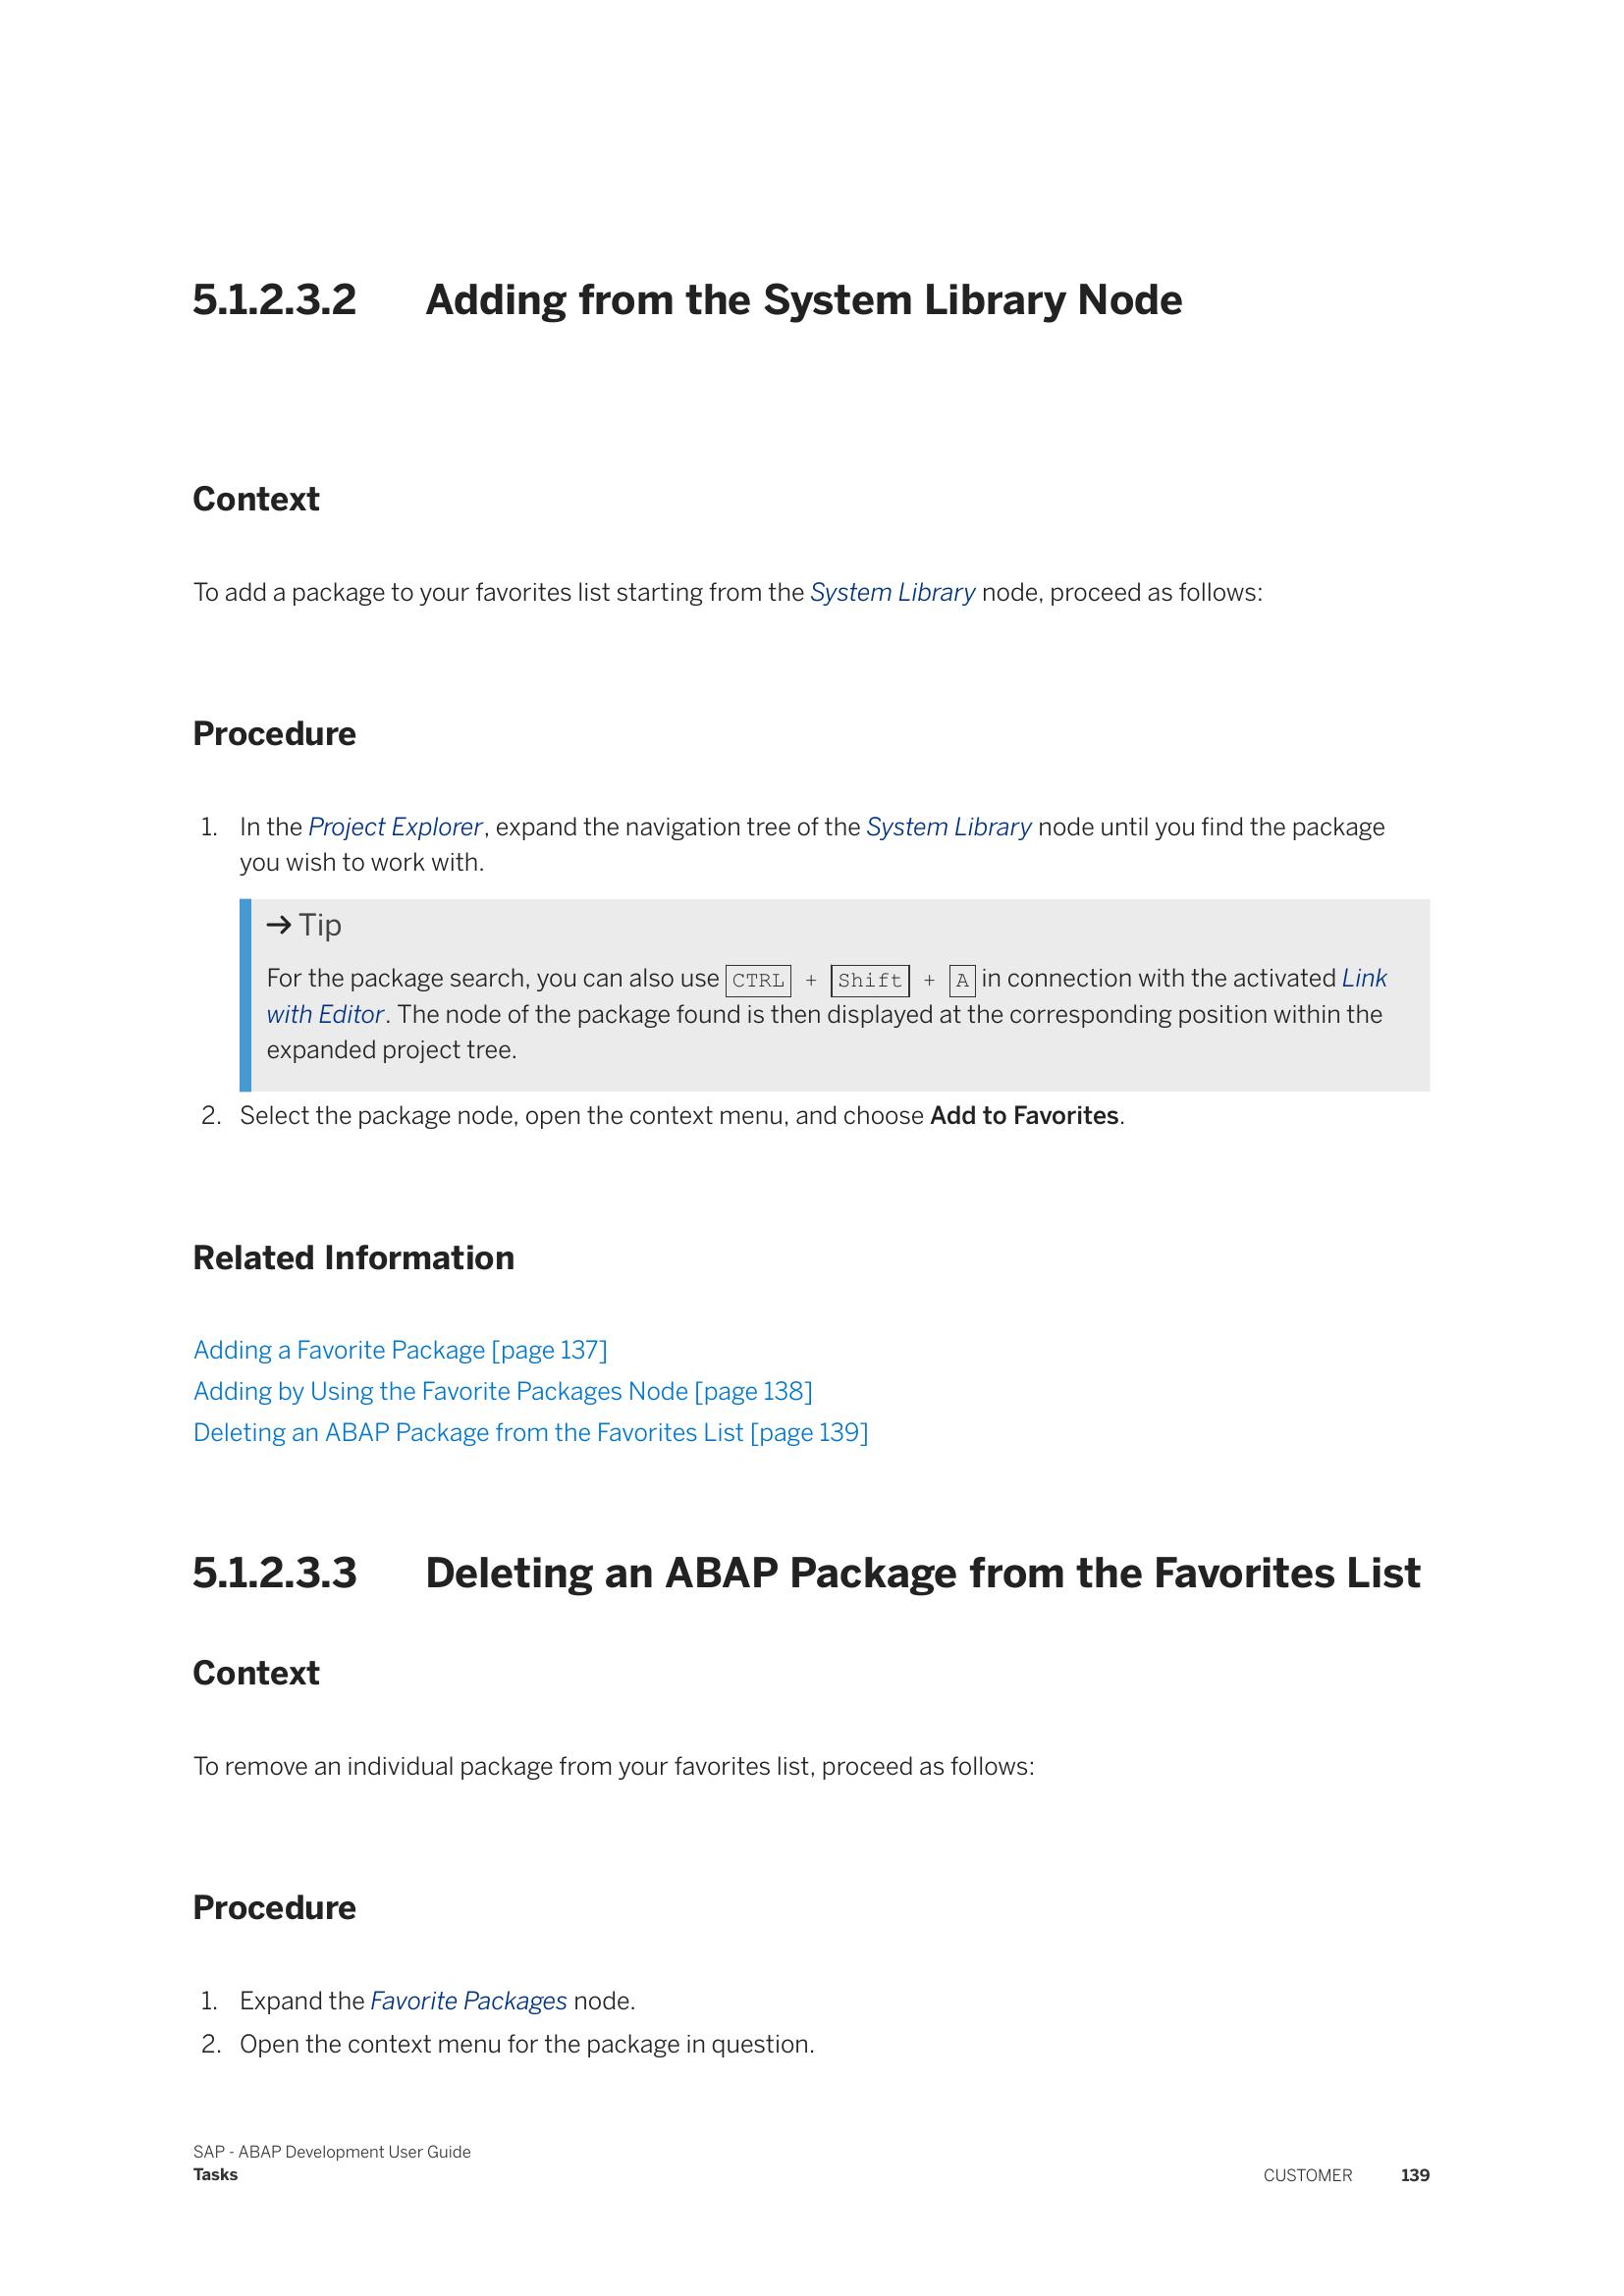 5.1.2.3.2 Adding from the System Library Node
Context
To add a package to your favorites list starting from the System Library node, proceed as follows:
Procedure
1. In the Project Explorer, expand the navigation tree of the System Library node until you find the package
you wish to work with.
→ Tip
For the package search, you can also use CTRL + Shift + A in connection with the activated Link
with Editor. The node of the package found is then displayed at the corresponding position within the
expanded project tree.
2. Select the package node, open the context menu, and choose Add to Favorites.
Related Information
Adding a Favorite Package [page 137]
Adding by Using the Favorite Packages Node [page 138]
Deleting an ABAP Package from the Favorites List [page 139]
5.1.2.3.3 Deleting an ABAP Package from the Favorites List
Context
To remove an individual package from your favorites list, proceed as follows:
Procedure
1. Expand the Favorite Packages node.
2. Open the context menu for the package in question.
SAP - ABAP Development User Guide
Tasks
CUSTOMER 139